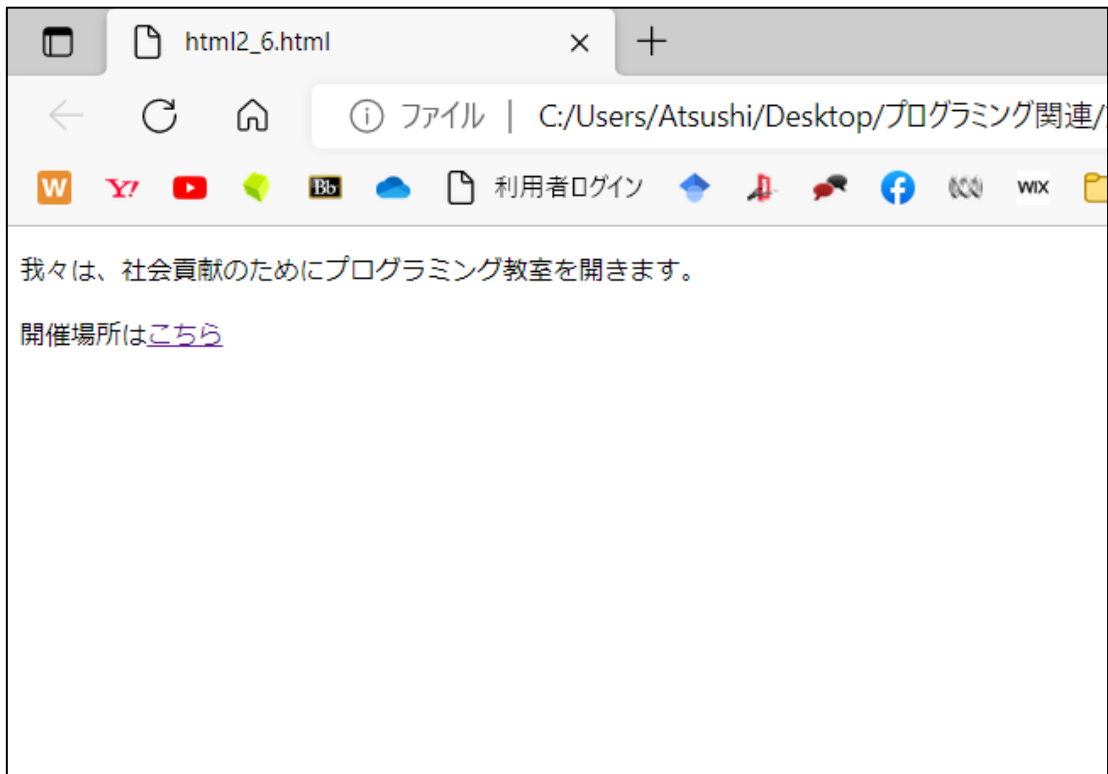 html2_6.html
ファイル | C:/Users/Atsushi/Desktop/プログラミング関連/
W Y! Bb 利用者ログイン WIX
我々は、社会貢献のためにプログラミング教室を開きます。
開催場所はこちら